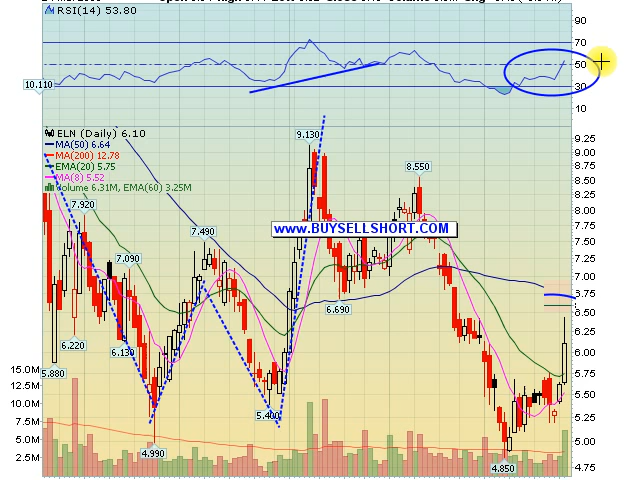 RSI(14) 53.80
90
70
50
30
10
10.110
ELN (Daily) 6.10
MA(50) 6.64
MA(200) 12.78
EMA(20) 5.75
MA(8) 5.52
Volume 6.31M, EMA(60) 3.25M
9.130
8.550
7.920
7.490
7.090
6.690
6.220
6.130
5.880
5.400
4.990
4.850
www.BUYSELLSHORT.COM
9.25
9.00
8.75
8.50
8.25
8.00
7.75
7.50
7.25
7.00
6.75
6.50
6.25
6.00
5.75
5.50
5.25
5.00
4.75
15.0M
12.5M
10.0M
7.5M
5.0M
2.5M